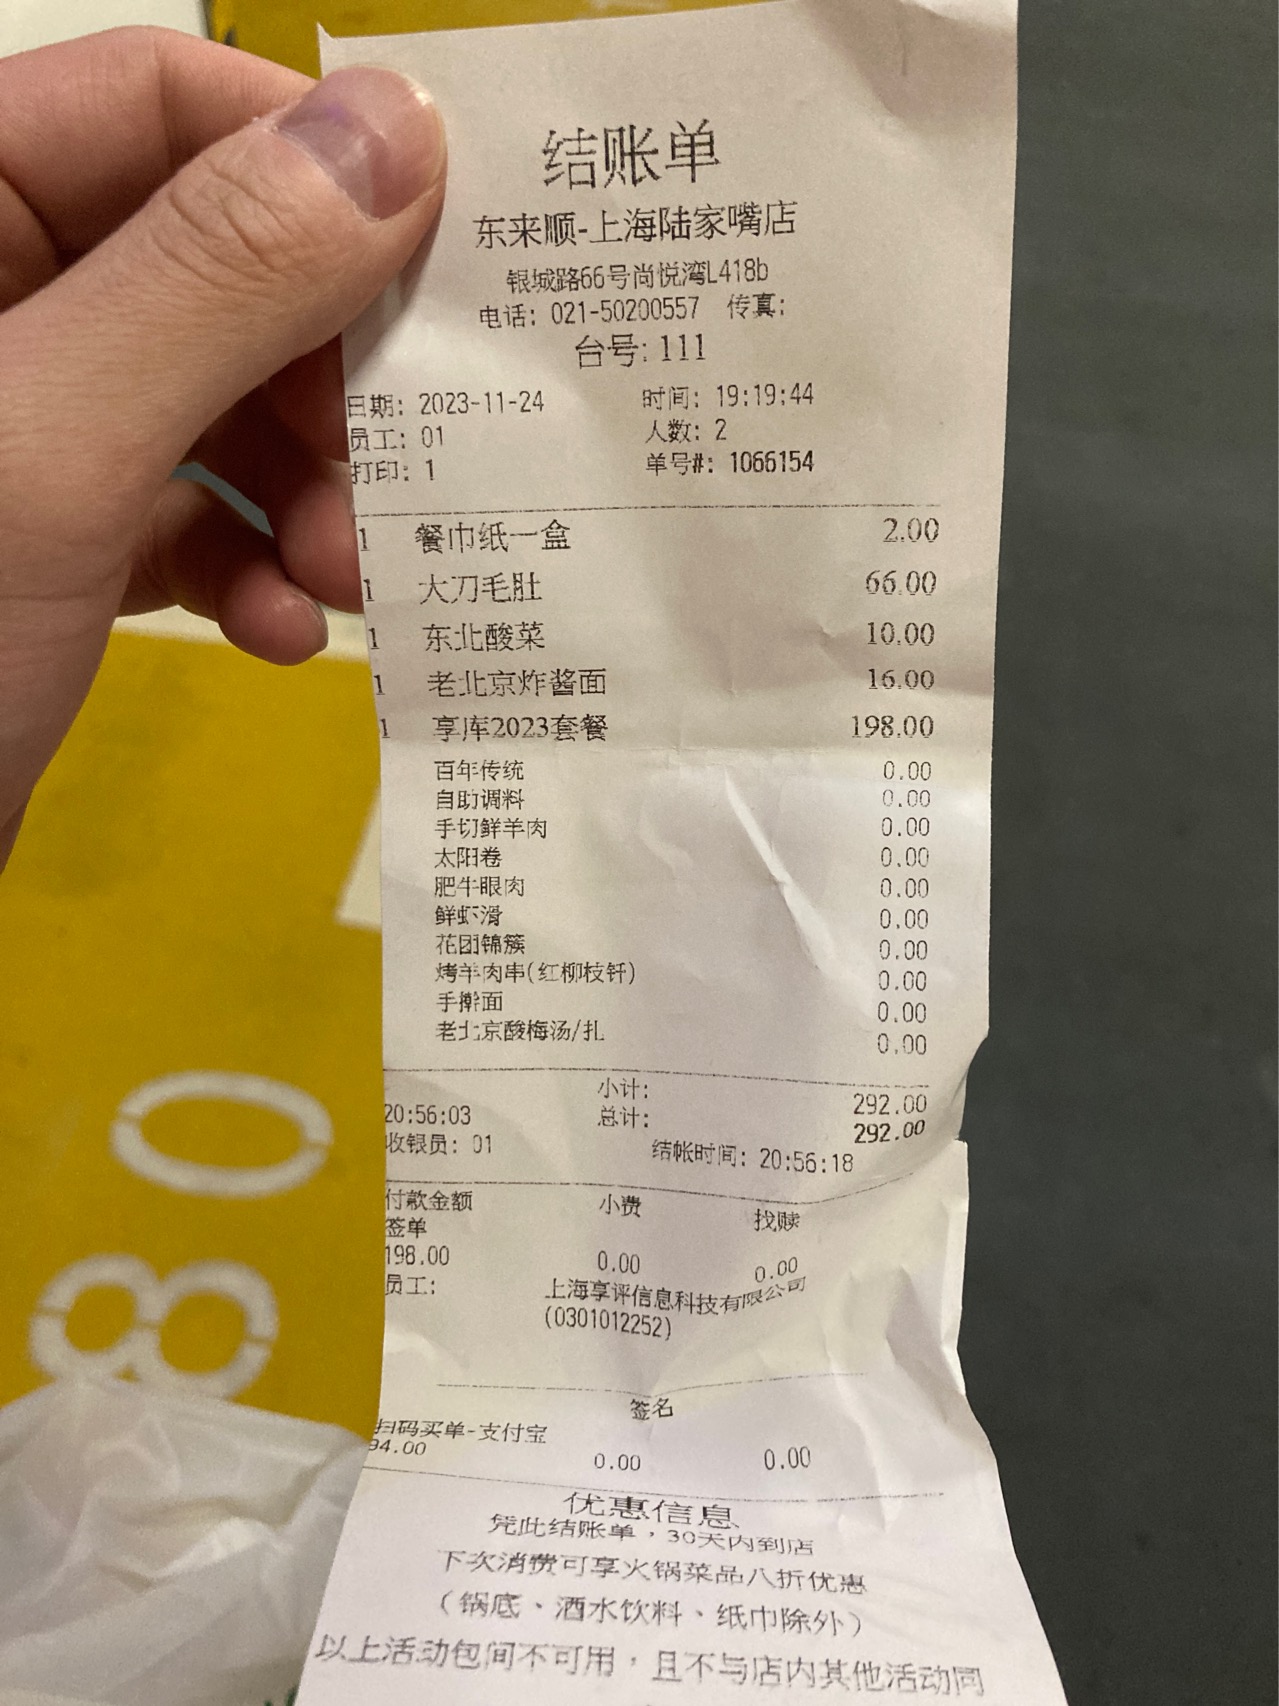 结账单
东来顺-上海陆家嘴店
银城路66号尚悦湾L418b
电话: 021-50200557 传真:
台号: 111
日期: 2023-11-24 时间: 19:19:44
员工: 01 人数: 2
打印: 1 单号#: 1066154
1 餐巾纸一盒 2.00
1 大刀毛肚 66.00
1 东北酸菜 10.00
1 老北京炸酱面 16.00
1 享库2023套餐 198.00
百年传统 0.00
自助调料 0.00
手切鲜羊肉 0.00
太阳卷 0.00
肥牛眼肉 0.00
鲜虾滑 0.00
花团锦簇 0.00
烤羊肉串(红柳枝钎) 0.00
手擀面 0.00
老北京酸梅汤/扎 0.00
小计: 292.00
20:56:03 总计: 292.00
收银员: 01 结帐时间: 20:56:18
付款金额 小费 找赎
签单
198.00 0.00 0.00
员工: 上海享评信息科技有限公司
(0301012252)
签名
扫码买单-支付宝
94.00 0.00 0.00
优惠信息
凭此结账单，30天内到店
下次消费可享火锅菜品八折优惠
（锅底、酒水饮料、纸巾除外）
以上活动包间不可用，且不与店内其他活动同
80